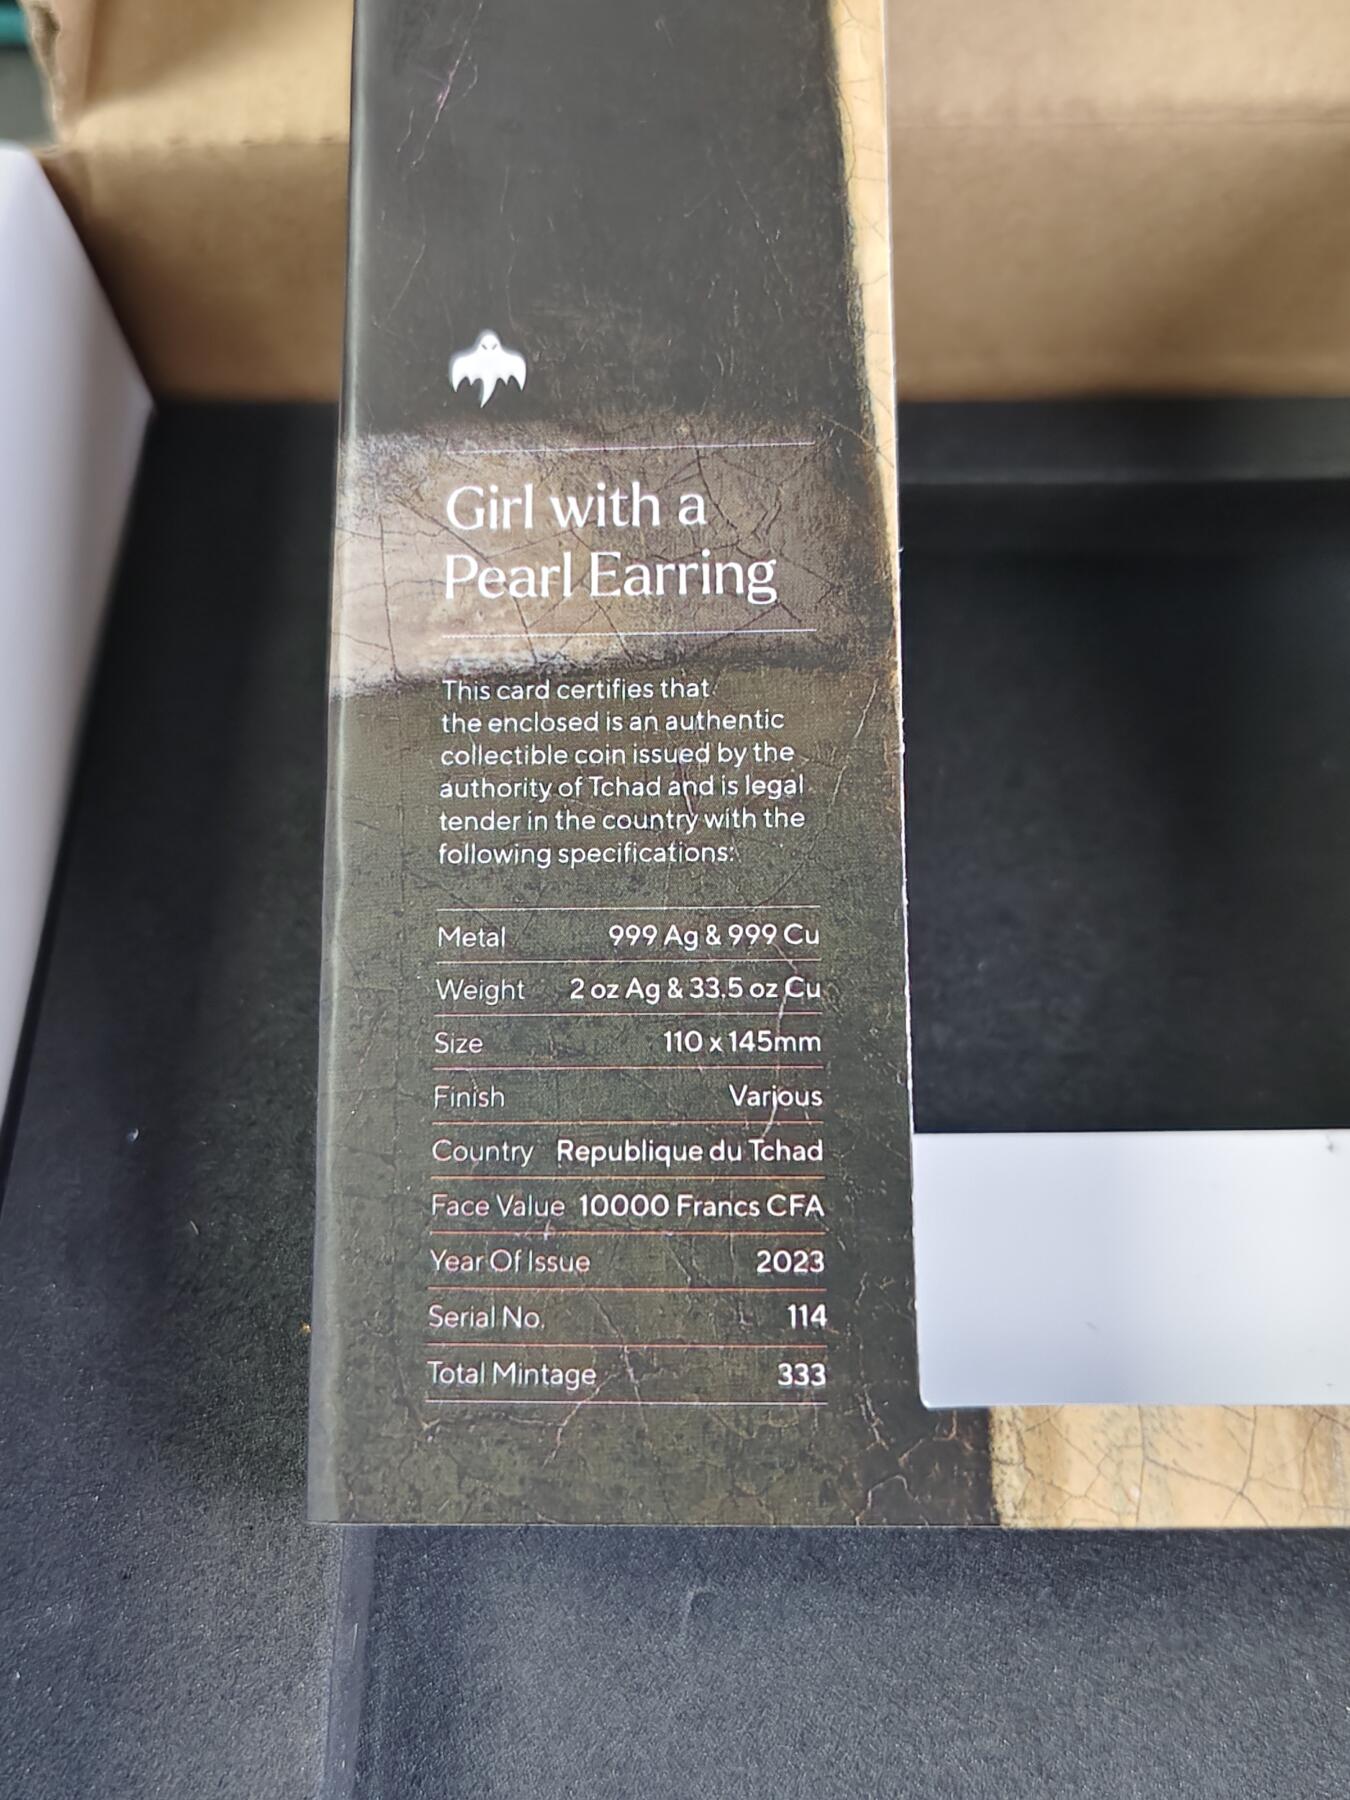 Girl with a
Pearl Earring
This card certifies that
the enclosed is an authentic
collectible coin issued by the
authority of Tchad and is legal
tender in the country with the
following specifications:
Metal 999 Ag & 999 Cu
Weight 2 oz Ag & 33.5 oz Cu
Size 110 x 145mm
Finish Various
Country Republique du Tchad
Face Value 10000 Francs CFA
Year Of Issue 2023
Serial No. 114
Total Mintage 333